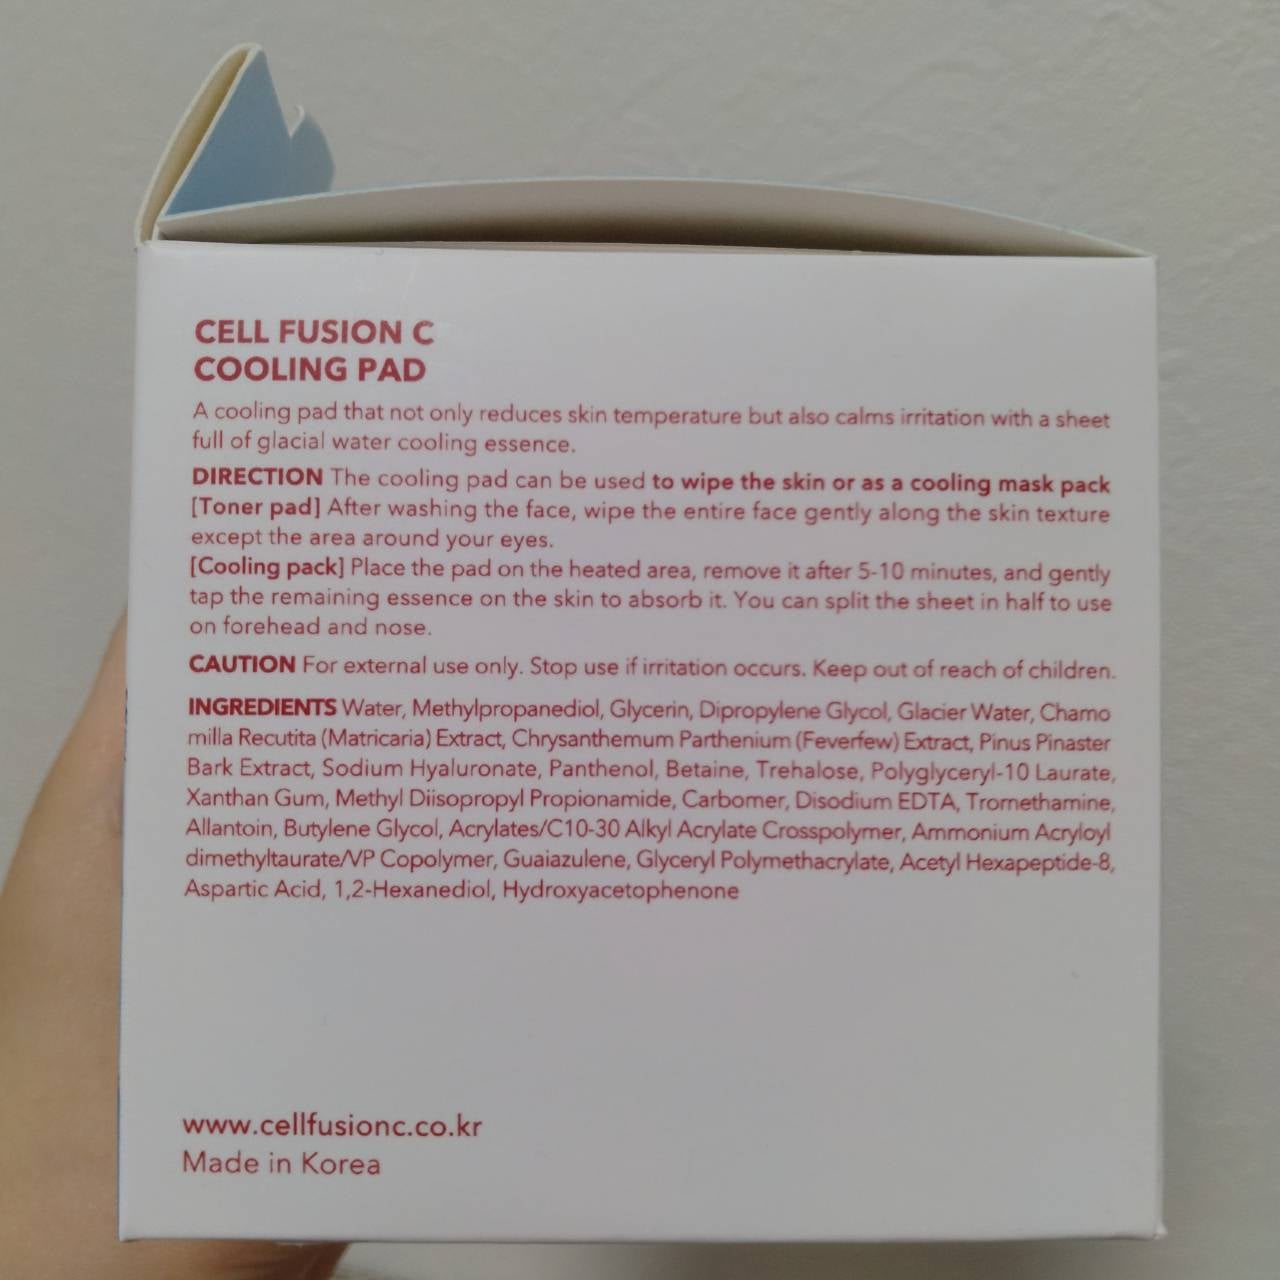 CELL FUSION C
COOLING PAD
A cooling pad that not only reduces skin temperature but also calms irritation with a sheet
full of glacial water cooling essence.
DIRECTION The cooling pad can be used to wipe the skin or as a cooling mask pack
[Toner pad] After washing the face, wipe the entire face gently along the skin texture
except the area around your eyes.
[Cooling pack] Place the pad on the heated area, remove it after 5-10 minutes, and gently
tap the remaining essence on the skin to absorb it. You can split the sheet in half to use
on forehead and nose.
CAUTION For external use only. Stop use if irritation occurs. Keep out of reach of children.
INGREDIENTS Water, Methylpropanediol, Glycerin, Dipropylene Glycol, Glacier Water, Chamo
milla Recutita (Matricaria) Extract, Chrysanthemum Parthenium (Feverfew) Extract, Pinus Pinaster
Bark Extract, Sodium Hyaluronate, Panthenol, Betaine, Trehalose, Polyglyceryl-10 Laurate,
Xanthan Gum, Methyl Diisopropyl Propionamide, Carbomer, Disodium EDTA, Tromethamine,
Allantoin, Butylene Glycol, Acrylates/C10-30 Alkyl Acrylate Crosspolymer, Ammonium Acryloyl
dimethyltaurate/VP Copolymer, Guaiazulene, Glyceryl Polymethacrylate, Acetyl Hexapeptide-8,
Aspartic Acid, 1,2-Hexanediol, Hydroxyacetophenone
www.cellfusionc.co.kr
Made in Korea